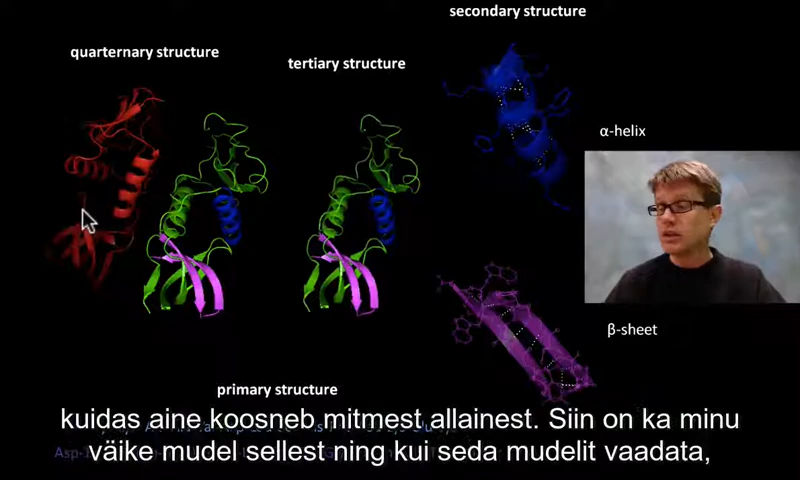 secondary structure
quarternary structure
tertiary structure
α-helix
β-sheet
primary structure
kuidas aine koosneb mitmest allainest. Siin on ka minu
väike mudel sellest ning kui seda mudelit vaadata,